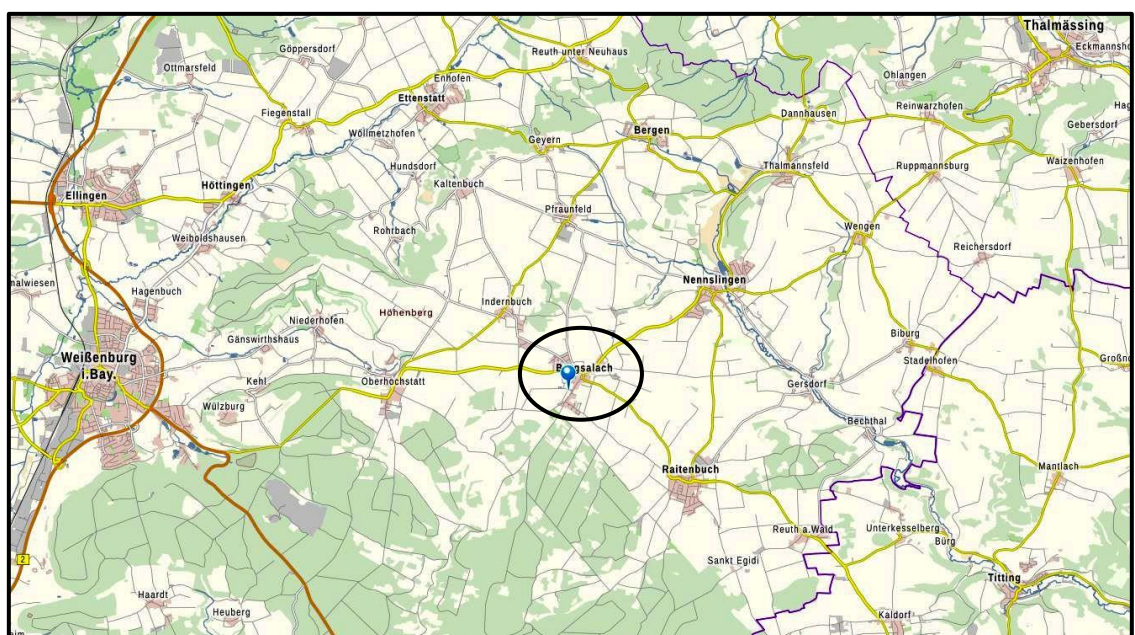 Thalmässing
Göppersdorf
Reuth unter Neuhaus
Ottmarsfeld
Enhofen
Ohlangen
Ettenstatt
Fiegenstall
Dannhausen
Reinwarzhofen
Wöllmetzhofen
Geyern
Bergen
Gebersdorf
Hundsdorf
Thalmannsfeld
Ruppmannsburg
Waizenhofen
Kaltenbuch
Ellingen
Höttingen
Pfraunfeld
Rohrbach
Wengen
Weiboldshausen
Reichersdorf
Nennslingen
Hagenbuch
Indernbuch
Höhenberg
Niederhofen
Gänswirthshaus
Biburg
Weißenburg
i.Bay.
Stadelhofen
Kehl
Oberhochstatt
Gersdorf
Wülzburg
Bechthal
Raitenbuch
Mantlach
Reuth a.Wald
Unterkesselberg
Bürg
2
Sankt Egidi
Titting
Haardt
Heuberg
Kaldorf